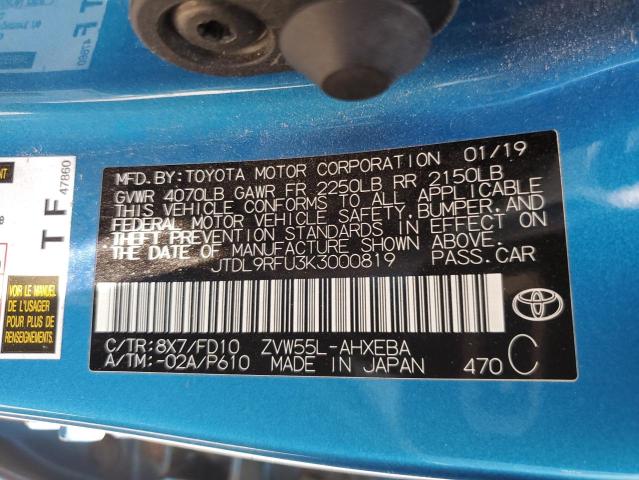 MFD. BY: TOYOTA MOTOR CORPORATION 01/19
GVWR 4070LB GAWR FR 2250LB RR 2150LB
THIS VEHICLE CONFORMS TO ALL APPLICABLE
FEDERAL MOTOR VEHICLE SAFETY, BUMPER, AND
THEFT PREVENTION STANDARDS IN EFFECT ON
THE DATE OF MANUFACTURE SHOWN ABOVE.
JTDL9RFU3K3000819 PASS.CAR
C/TR: 8X7/FD10 ZVW55L-AHXEBA
A/TM: -02A/P610 MADE IN JAPAN 470 C
TF 47860
VOIR LE MANUEL
DE L'USAGER
POUR PLUS DE
RENSEIGNEMENTS